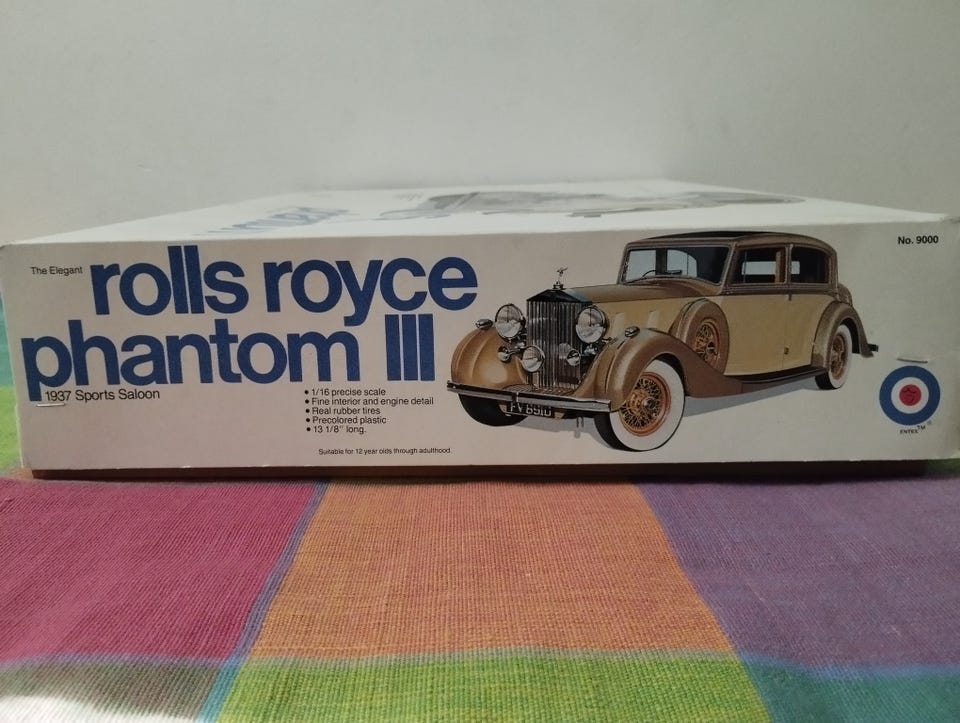 The Elegant
rolls royce
phantom III
1937 Sports Saloon
• 1/16 precise scale
• Fine interior and engine detail
• Real rubber tires
• Precolored plastic
• 13 1/8" long.
Suitable for 12 year olds through adulthood
No. 9000
ENTEX™
®